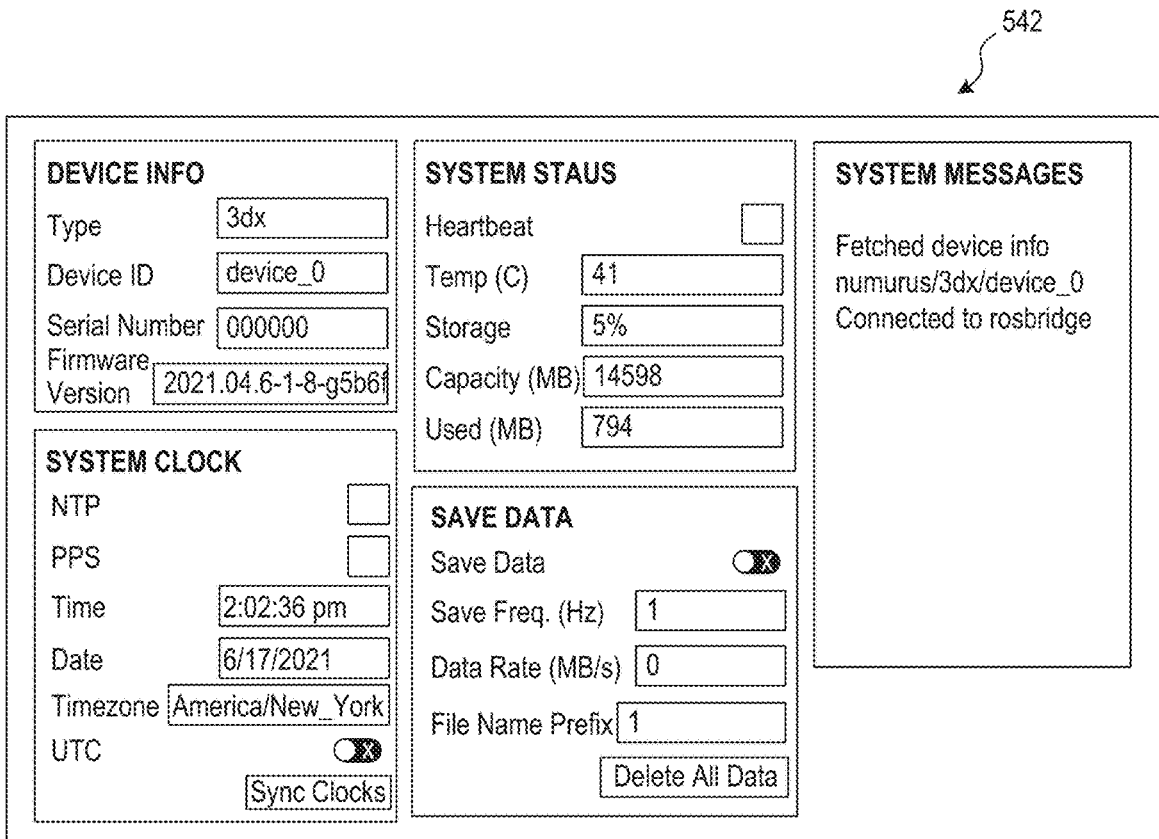 542
DEVICE INFO
Type 3dx
Device ID device_0
Serial Number 000000
Firmware
Version 2021.04.6-1-8-g5b6f
SYSTEM CLOCK
NTP
PPS
Time 2:02:36 pm
Date 6/17/2021
Timezone America/New_York
UTC X
Sync Clocks
SYSTEM STAUS
Heartbeat
Temp (C) 41
Storage 5%
Capacity (MB) 14598
Used (MB) 794
SAVE DATA
Save Data X
Save Freq. (Hz) 1
Data Rate (MB/s) 0
File Name Prefix 1
Delete All Data
SYSTEM MESSAGES
Fetched device info
numurus/3dx/device_0
Connected to rosbridge